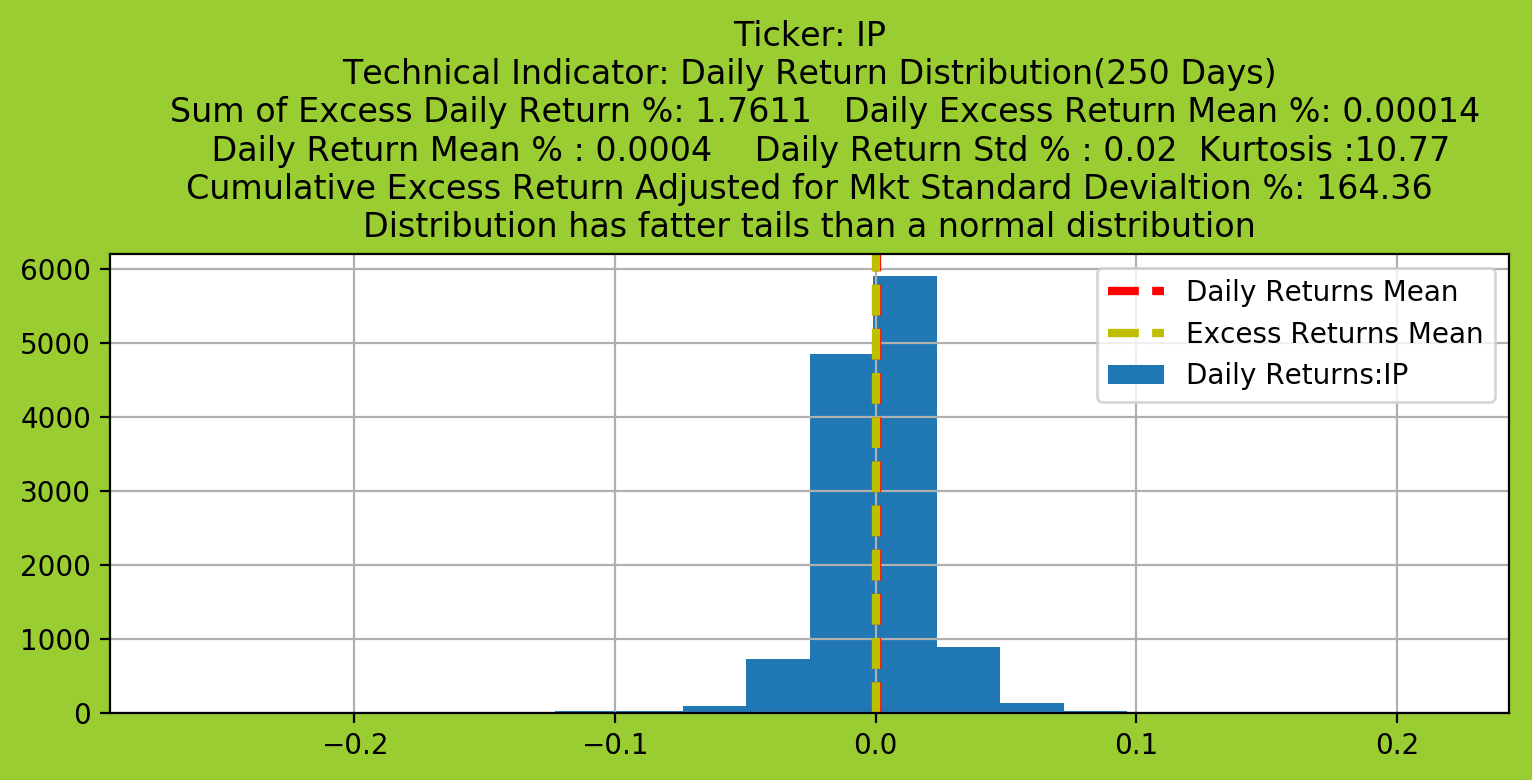 Ticker: IP
Technical Indicator: Daily Return Distribution(250 Days)
Sum of Excess Daily Return %: 1.7611   Daily Excess Return Mean %: 0.00014
Daily Return Mean % : 0.0004    Daily Return Std % : 0.02  Kurtosis :10.77
Cumulative Excess Return Adjusted for Mkt Standard Devialtion %: 164.36
Distribution has fatter tails than a normal distribution
6000
5000
4000
3000
2000
1000
0
Daily Returns Mean
Excess Returns Mean
Daily Returns:IP
−0.2
−0.1
0.0
0.1
0.2